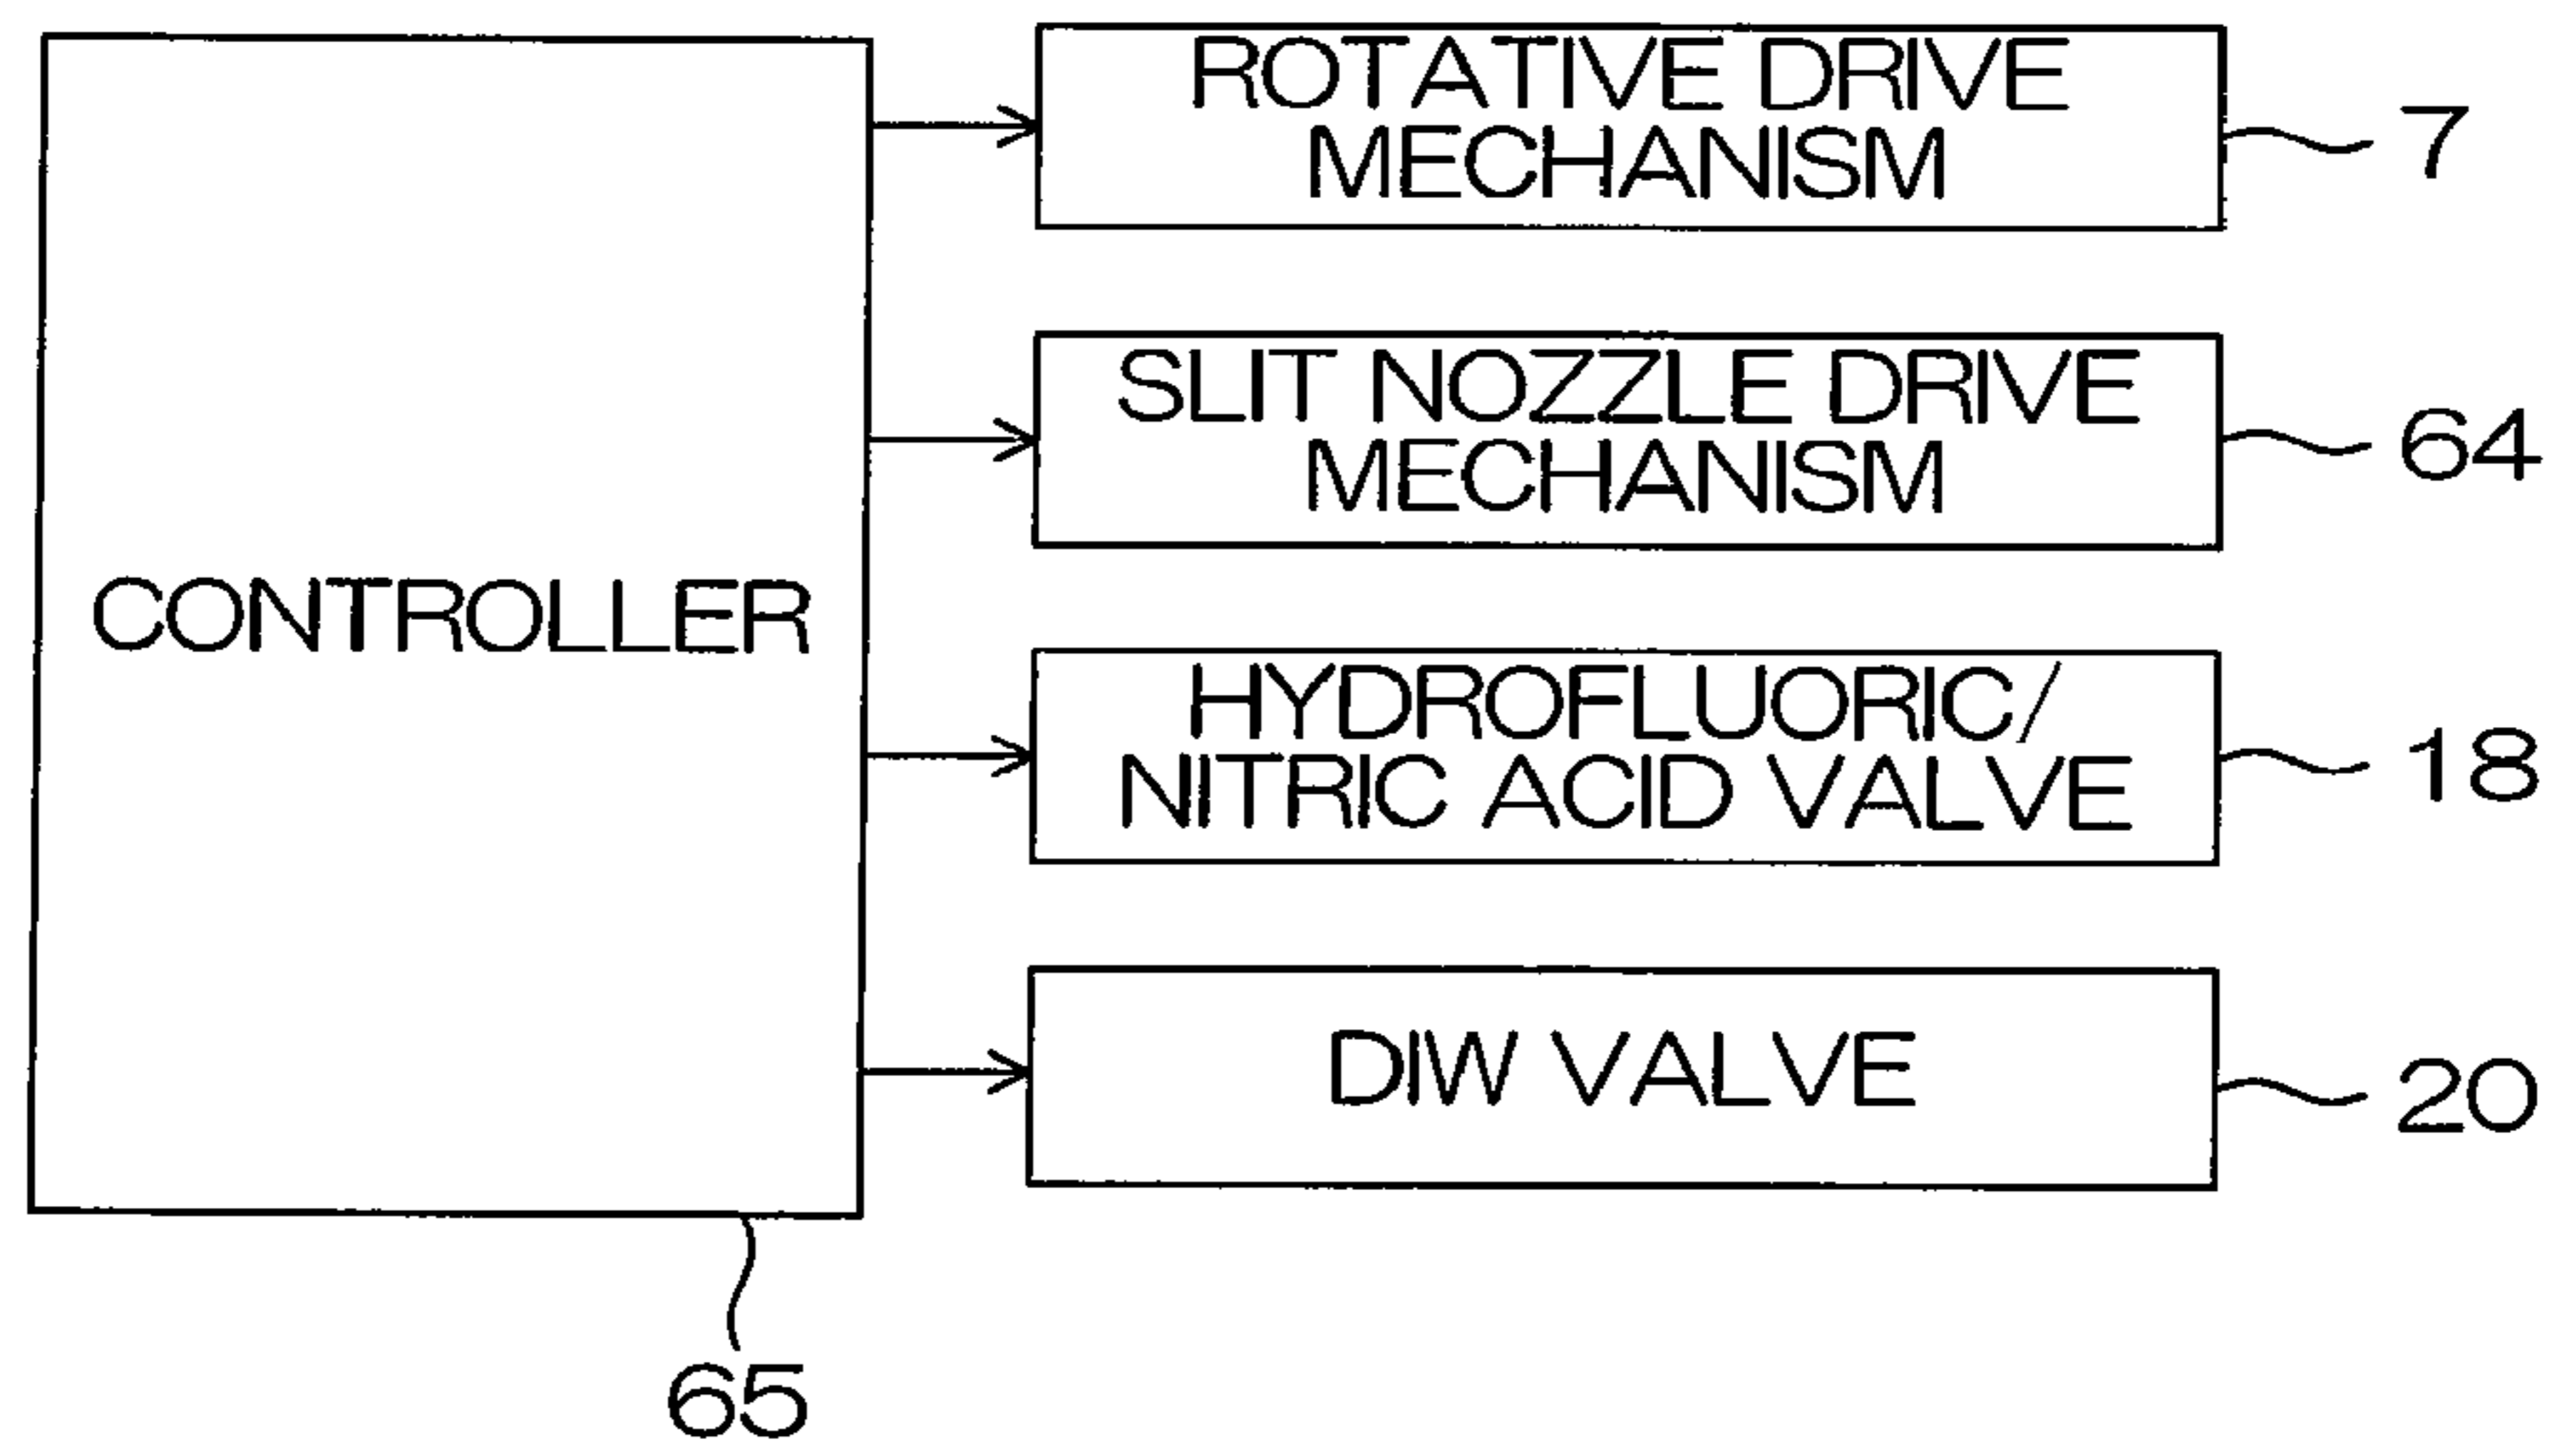 ROTATIVE DRIVE
MECHANISM
7
SLIT NOZZLE DRIVE
MECHANISM
64
CONTROLLER
HYDROFLUORIC/
NITRIC ACID VALVE
18
DIW VALVE
20
65